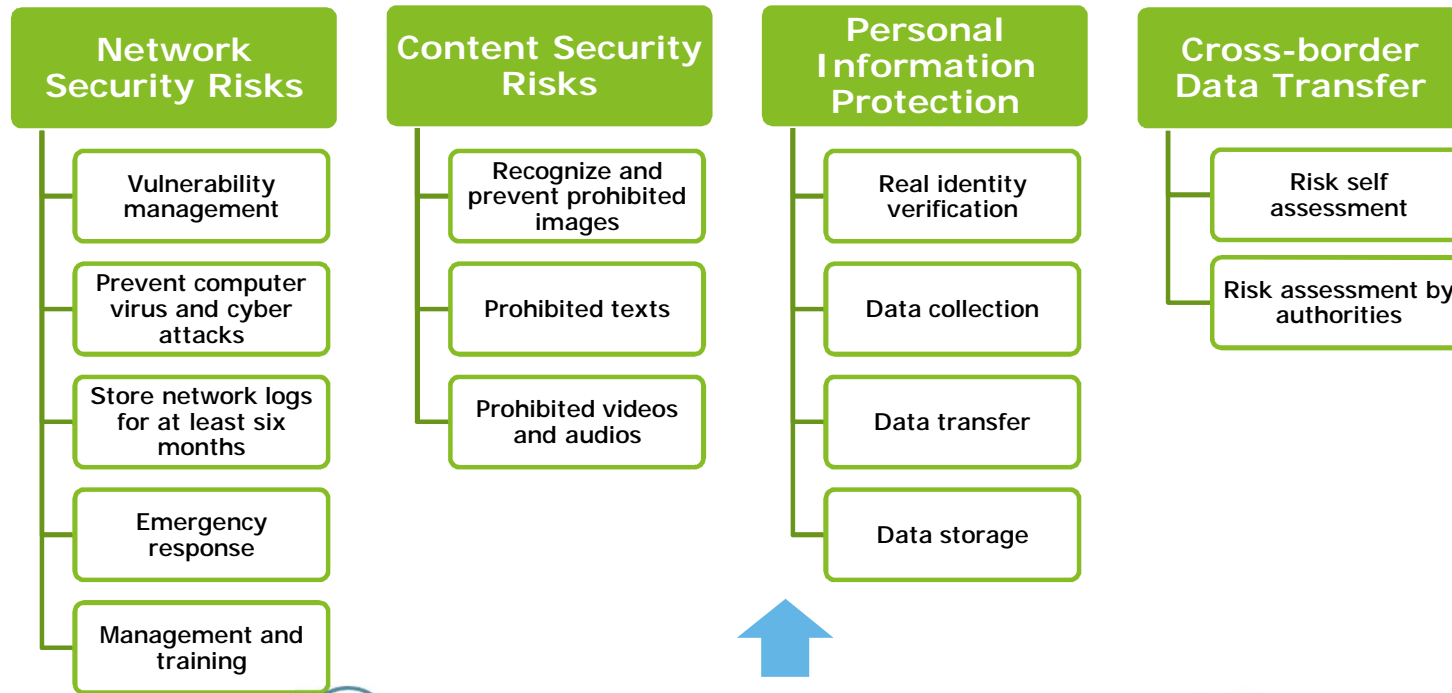 Network
Security Risks
Vulnerability
management
Prevent computer
virus and cyber
attacks
Store network logs
for at least six
months
Emergency
response
Management and
training
Content Security
Risks
Recognize and
prevent prohibited
images
Prohibited texts
Prohibited videos
and audios
Personal
Information
Protection
Real identity
verification
Data collection
Data transfer
Data storage
Cross-border
Data Transfer
Risk self
assessment
Risk assessment by
authorities